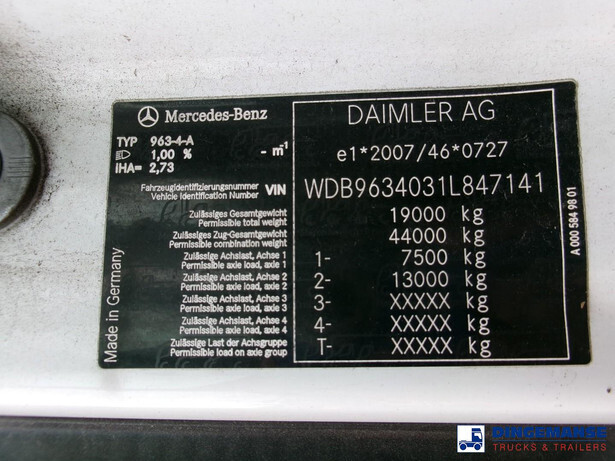 Mercedes-Benz
DAIMLER AG
TYP 963-4-A
1,00 % - m⁻¹
IHA= 2,73
e1*2007/46*0727
Fahrzeugidentifizierungsnummer
Vehicle Identification Number VIN
WDB9634031L847141
Zulässiges Gesamtgewicht
Permissible total weight
19000 kg
Zulässiges Zug-Gesamtgewicht
Permissible combination weight
44000 kg
Zulässige Achslast, Achse 1
Permissible axle load, axle 1
1- 7500 kg
Zulässige Achslast, Achse 2
Permissible axle load, axle 2
2- 13000 kg
Zulässige Achslast, Achse 3
Permissible axle load, axle 3
3- XXXXX kg
Zulässige Achslast, Achse 4
Permissible axle load, axle 4
4- XXXXX kg
Zulässige Last der Achsgruppe
Permissible load on axle group
T- XXXXX kg
Made in Germany
A 000 584 98 01
DINGEMANSE
TRUCKS & TRAILERS